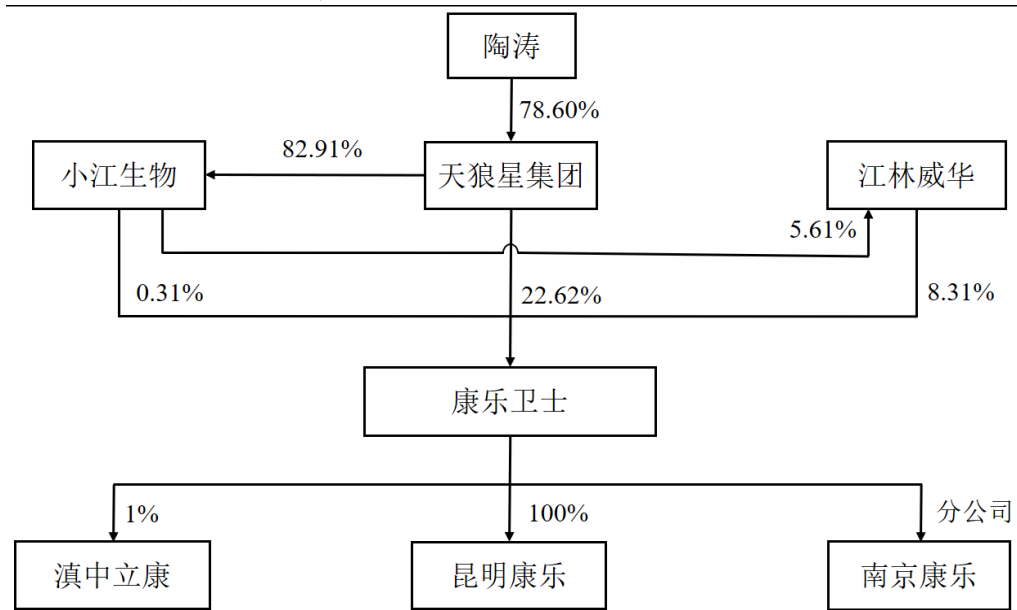 陶涛
78.60%
82.91%
小江生物
天狼星集团
江林威华
5.61%
0.31%
22.62%
8.31%
康乐卫士
1%
100%
分公司
滇中立康
昆明康乐
南京康乐